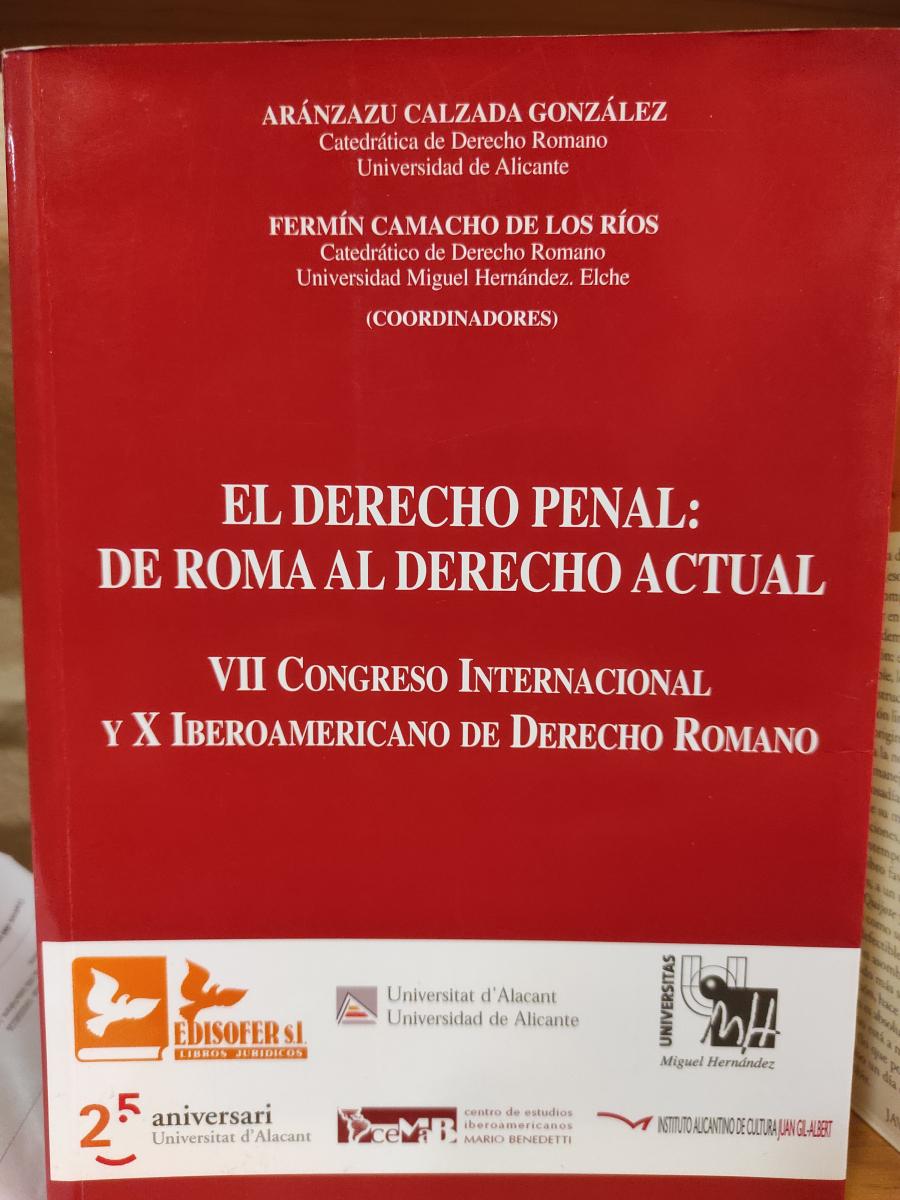 ARÁNZAZU CALZADA GONZÁLEZ
Catedrática de Derecho Romano
Universidad de Alicante
FERMÍN CAMACHO DE LOS RÍOS
Catedrático de Derecho Romano
Universidad Miguel Hernández. Elche
(COORDINADORES)
EL DERECHO PENAL:
DE ROMA AL DERECHO ACTUAL
VII CONGRESO INTERNACIONAL
Y X IBEROAMERICANO DE DERECHO ROMANO
EDISOFER s.l.
LIBROS JURIDICOS
Universitat d'Alacant
Universidad de Alicante
UNIVERSITAS
Miguel Hernández
25 aniversari
Universitat d'Alacant
ceMaB
centro de estudios
iberoamericanos
MARIO BENEDETTI
INSTITUTO ALICANTINO DE CULTURA JUAN GIL-ALBERT